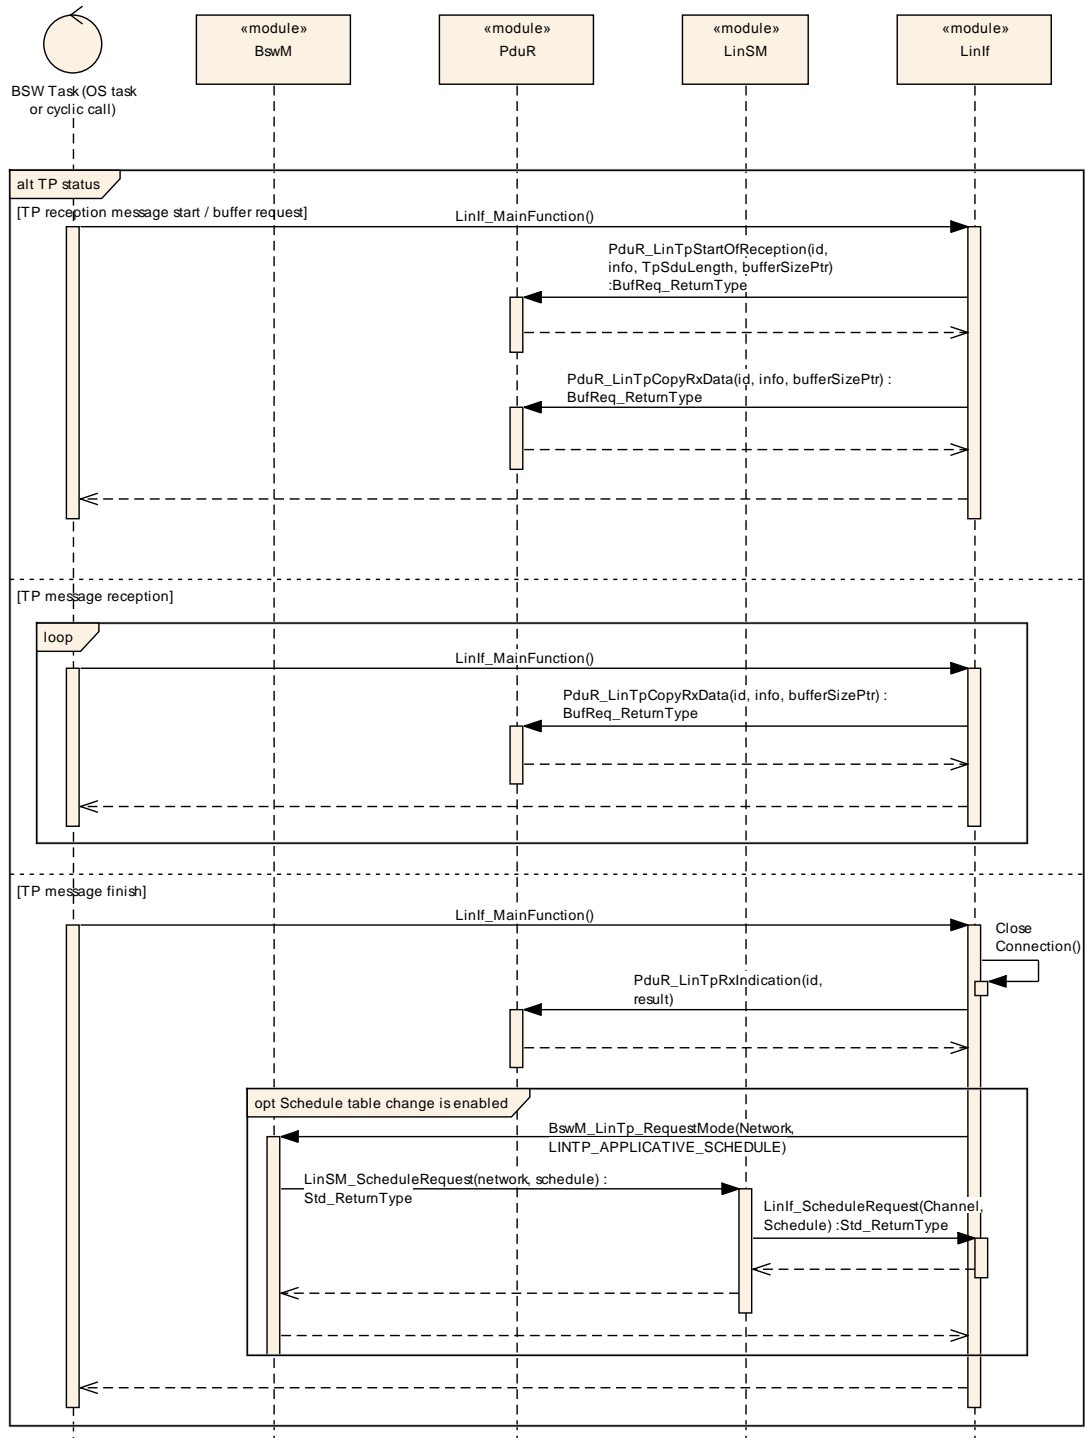 BSW Task (OS task
or cyclic call)
«module»
BswM
«module»
PduR
«module»
LinSM
«module»
LinIf
alt TP status
[TP reception message start / buffer request]
LinIf_MainFunction()
PduR_LinTpStartOfReception(id,
info, TpSduLength, bufferSizePtr)
:BufReq_ReturnType
PduR_LinTpCopyRxData(id, info, bufferSizePtr) :
BufReq_ReturnType
[TP message reception]
loop
LinIf_MainFunction()
PduR_LinTpCopyRxData(id, info, bufferSizePtr) :
BufReq_ReturnType
[TP message finish]
LinIf_MainFunction()
Close
Connection()
PduR_LinTpRxIndication(id,
result)
opt Schedule table change is enabled
BswM_LinTp_RequestMode(Network,
LINTP_APPLICATIVE_SCHEDULE)
LinSM_ScheduleRequest(network, schedule) :
Std_ReturnType
LinIf_ScheduleRequest(Channel,
Schedule) :Std_ReturnType